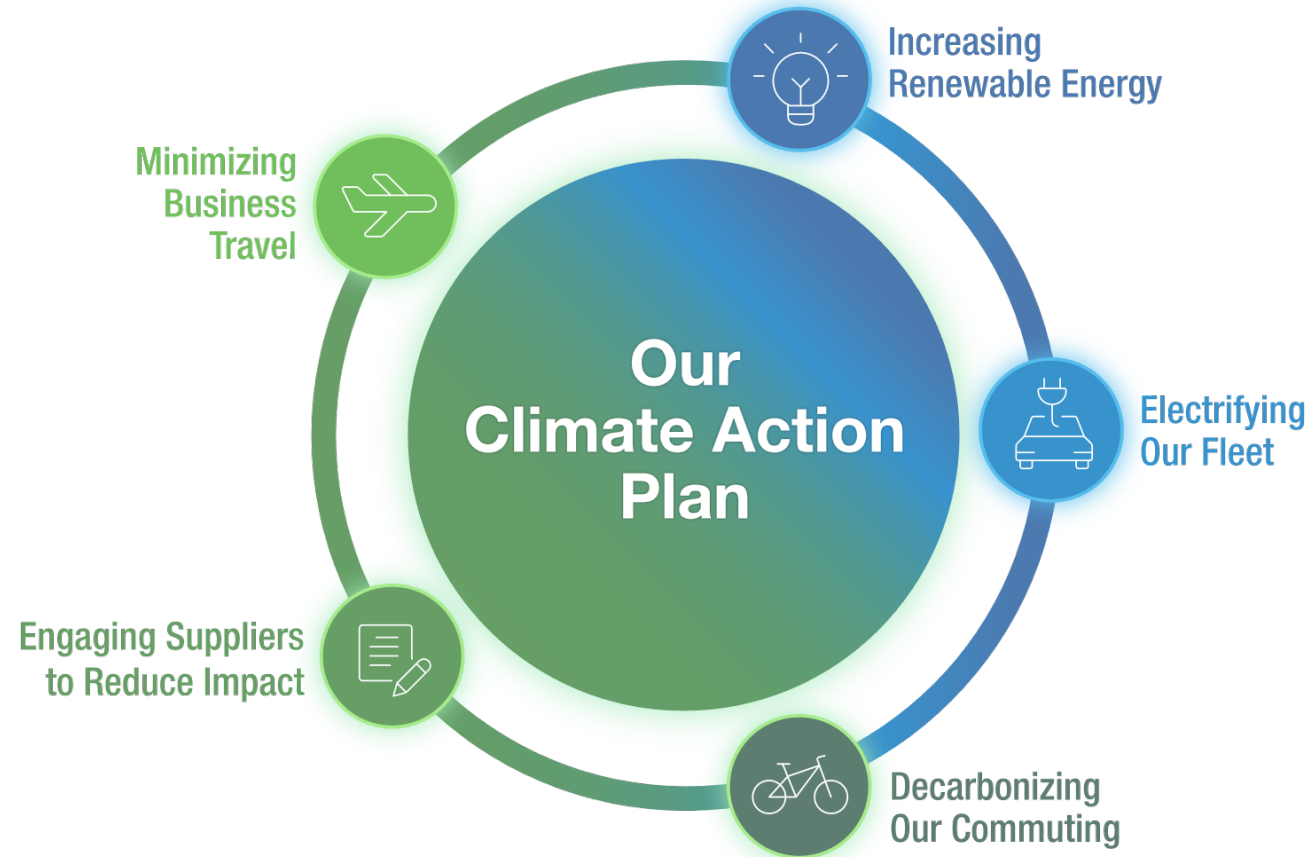 Our
Climate Action
Plan
Increasing
Renewable Energy
Electrifying
Our Fleet
Decarbonizing
Our Commuting
Engaging Suppliers
to Reduce Impact
Minimizing
Business
Travel